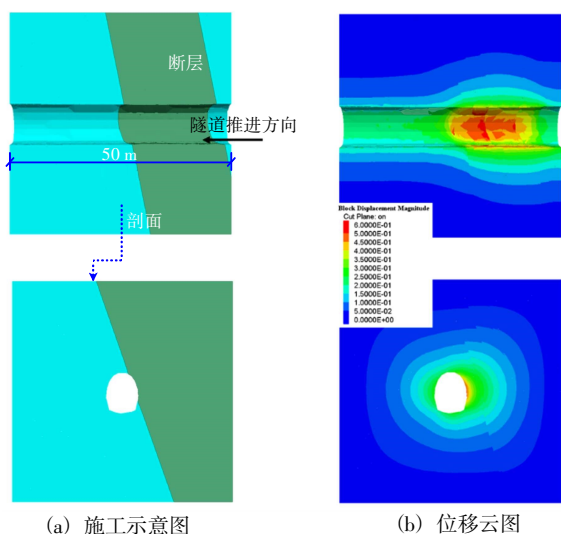 断层
隧道推进方向
50 m
剖面
(a) 施工示意图
Block Displacement Magnitude
Cut Plane: on
6.0000E-01
5.0000E-01
4.5000E-01
4.0000E-01
3.5000E-01
3.0000E-01
2.5000E-01
2.0000E-01
1.5000E-01
1.0000E-01
5.0000E-02
0.0000E+00
(b) 位移云图